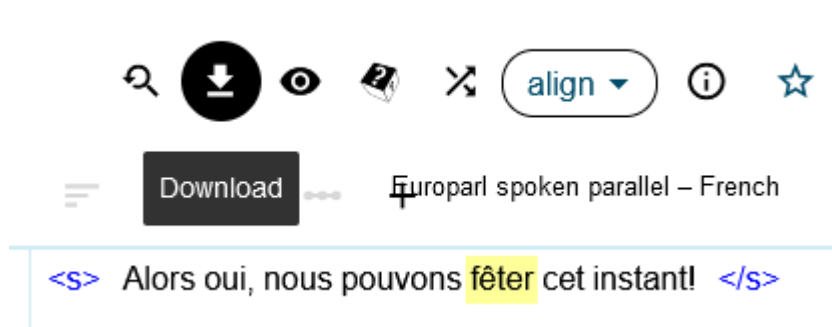 align
Download
Europarl spoken parallel – French
<s> Alors oui, nous pouvons fêter cet instant! </s>